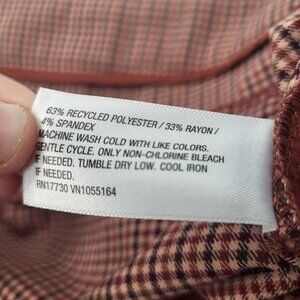 63% RECYCLED POLYESTER / 33% RAYON /
4% SPANDEX
MACHINE WASH COLD WITH LIKE COLORS.
GENTLE CYCLE. ONLY NON-CHLORINE BLEACH
IF NEEDED. TUMBLE DRY LOW. COOL IRON
IF NEEDED.
RN17730 VN1055164